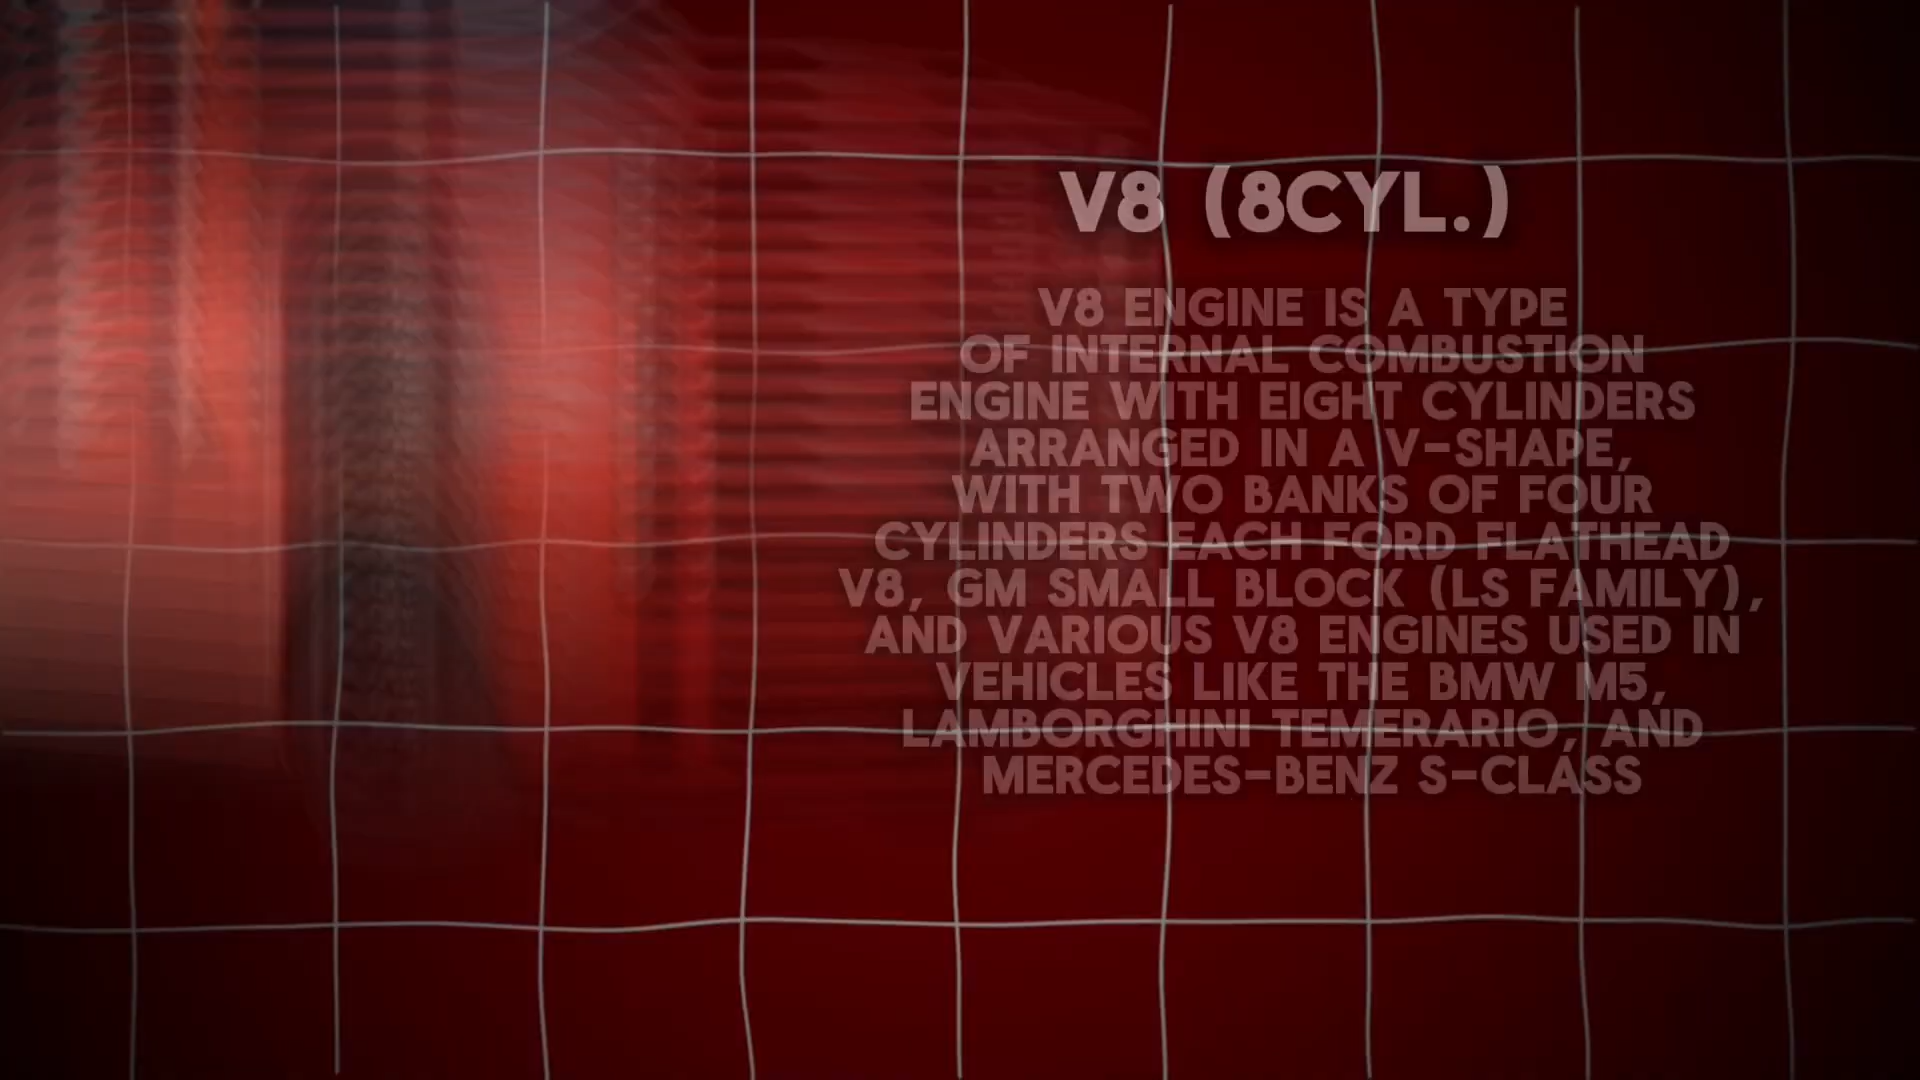 V8 (8CYL.)
V8 ENGINE IS A TYPE
OF INTERNAL COMBUSTION
ENGINE WITH EIGHT CYLINDERS
ARRANGED IN A V-SHAPE,
WITH TWO BANKS OF FOUR
CYLINDERS EACH FORD FLATHEAD
V8, GM SMALL BLOCK (LS FAMILY),
AND VARIOUS V8 ENGINES USED IN
VEHICLES LIKE THE BMW M5,
LAMBORGHINI TEMERARIO, AND
MERCEDES-BENZ S-CLASS